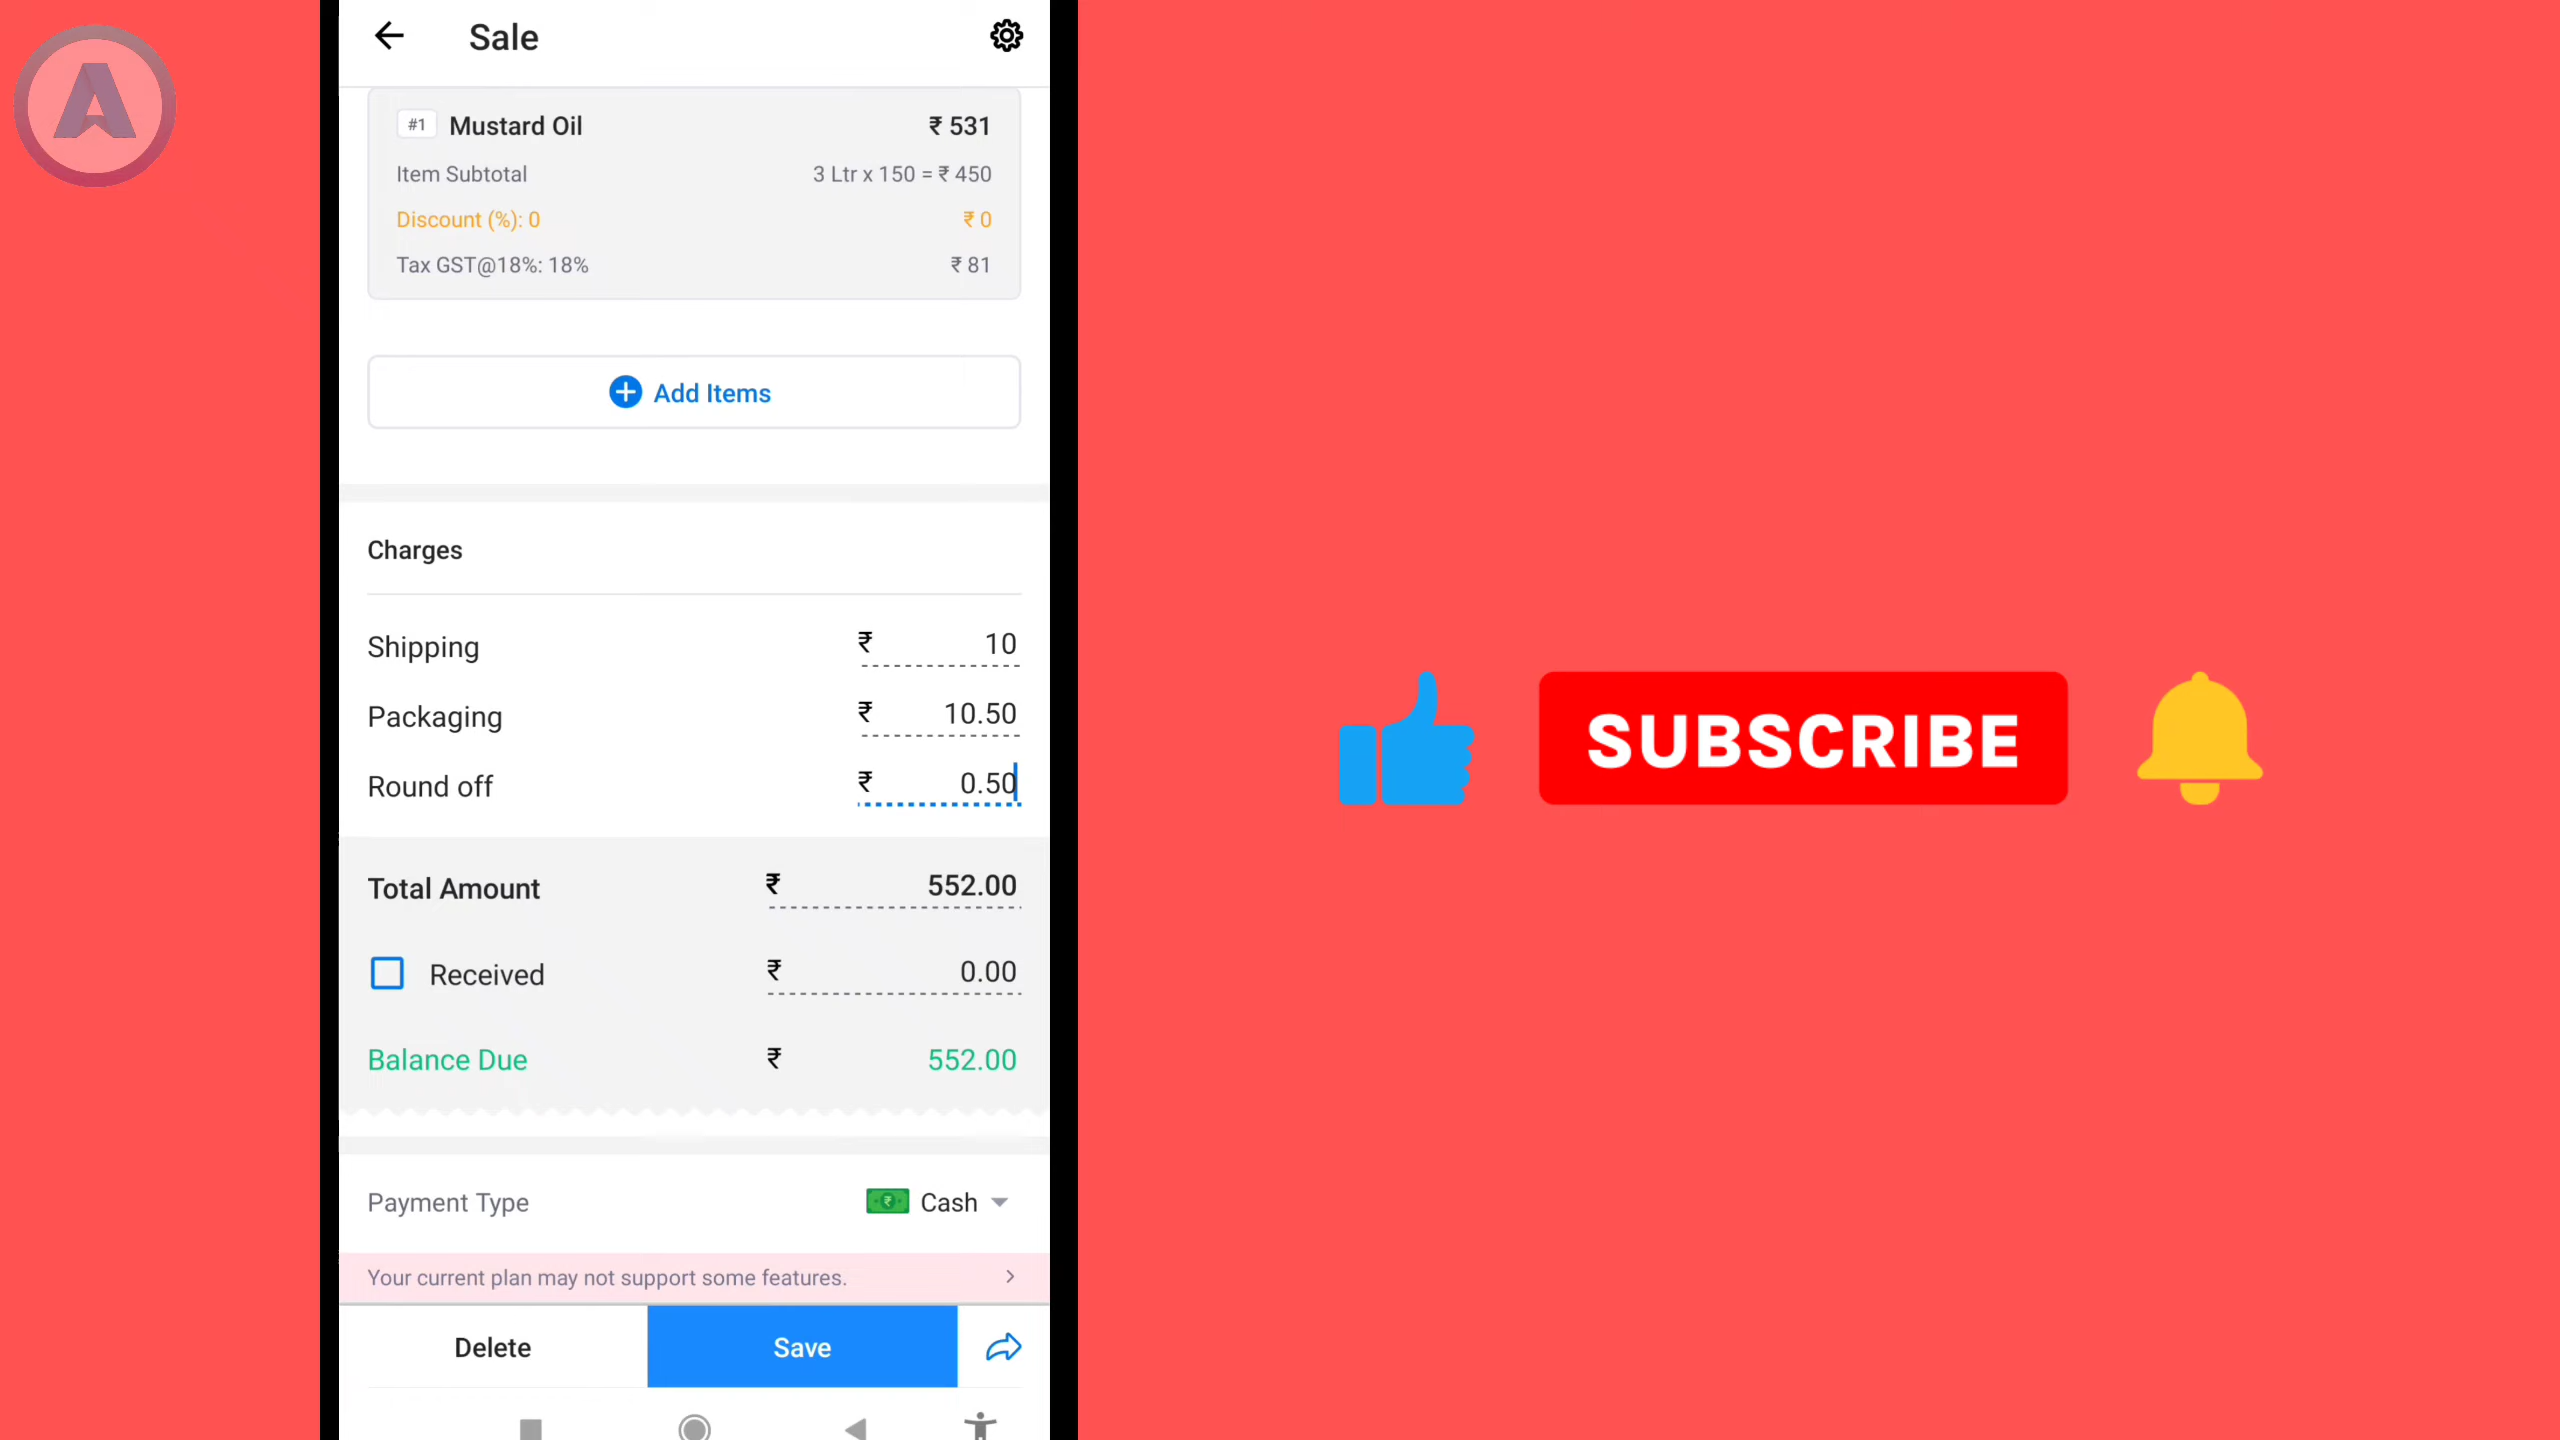 A
Sale
#1 Mustard Oil ₹ 531
Item Subtotal 3 Ltr x 150 = ₹ 450
Discount (%): 0 ₹ 0
Tax GST@18%: 18% ₹ 81
Add Items
Charges
Shipping ₹ 10
Packaging ₹ 10.50
Round off ₹ 0.50
Total Amount ₹ 552.00
Received ₹ 0.00
Balance Due ₹ 552.00
Payment Type ₹ Cash
Your current plan may not support some features.
Delete Save
SUBSCRIBE